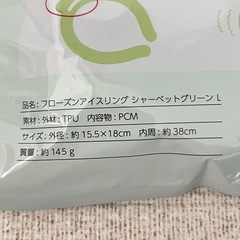 品名：フローズンアイスリング シャーベットグリーン L
素材：外材：TPU　内容物：PCM
サイズ：外径：約 15.5×18cm　内周：約 38cm
質量：約 145g